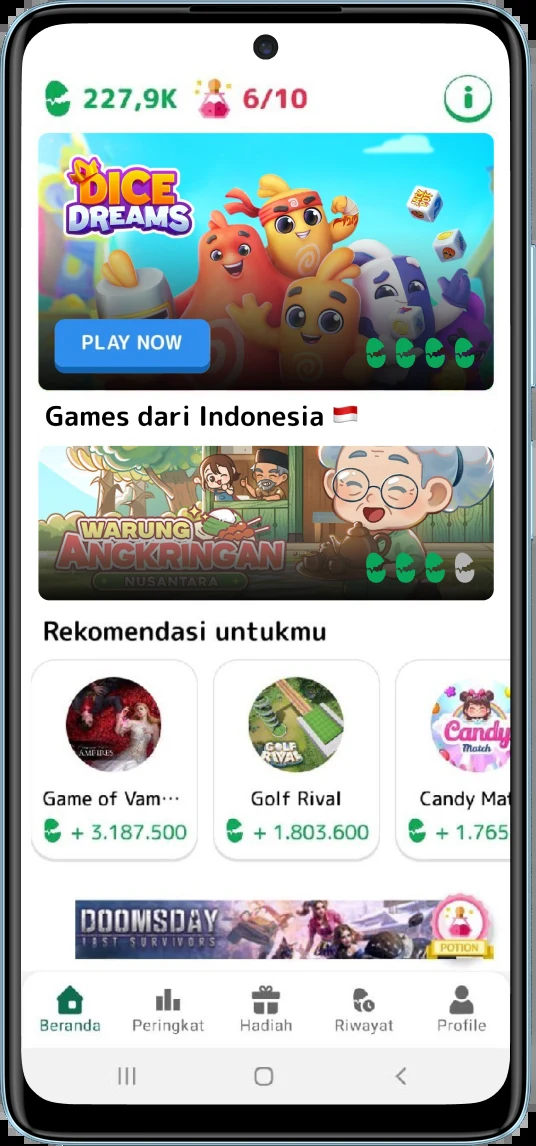 227,9K 6/10
DICE
DREAMS
PLAY NOW
Games dari Indonesia
WARUNG
ANGKRINGAN
NUSANTARA
Rekomendasi untukmu
VAMPIRES
GOLF
RIVAL
Candy
Match
Game of Vam···
Golf Rival
Candy Mat
+ 3.187.500
+ 1.803.600
+ 1.765
DOOMSDAY
LAST SURVIVORS
POTION
Beranda
Peringkat
Hadiah
Riwayat
Profile